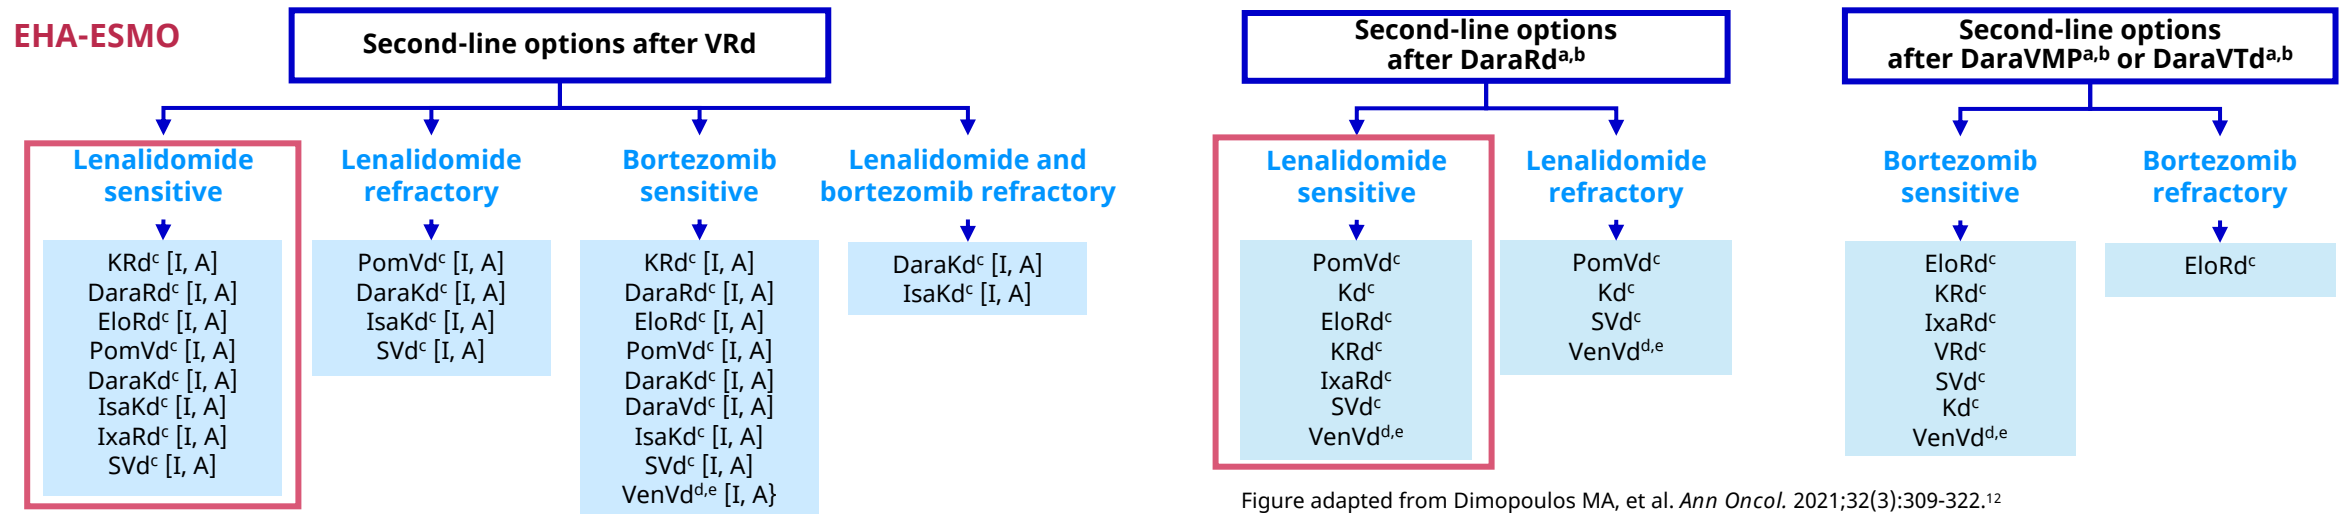 EHA-ESMO
Second-line options after VRd
Lenalidomide
sensitive
KRdᶜ [I, A]
DaraRdᶜ [I, A]
EloRdᶜ [I, A]
PomVdᶜ [I, A]
DaraKdᶜ [I, A]
IsaKdᶜ [I, A]
IxaRdᶜ [I, A]
SVdᶜ [I, A]
Lenalidomide
refractory
PomVdᶜ [I, A]
DaraKdᶜ [I, A]
IsaKdᶜ [I, A]
SVdᶜ [I, A]
Bortezomib
sensitive
KRdᶜ [I, A]
DaraRdᶜ [I, A]
EloRdᶜ [I, A]
PomVdᶜ [I, A]
DaraKdᶜ [I, A]
DaraVdᶜ [I, A]
IsaKdᶜ [I, A]
SVdᶜ [I, A]
VenVdᵈ,ᵉ [I, A}
Lenalidomide and
bortezomib refractory
DaraKdᶜ [I, A]
IsaKdᶜ [I, A]
Second-line options
after DaraRdᵃ,ᵇ
Lenalidomide
sensitive
PomVdᶜ
Kdᶜ
EloRdᶜ
KRdᶜ
IxaRdᶜ
SVdᶜ
VenVdᵈ,ᵉ
Lenalidomide
refractory
PomVdᶜ
Kdᶜ
SVdᶜ
VenVdᵈ,ᵉ
Second-line options
after DaraVMPᵃ,ᵇ or DaraVTdᵃ,ᵇ
Bortezomib
sensitive
EloRdᶜ
KRdᶜ
IxaRdᶜ
VRdᶜ
SVdᶜ
Kdᶜ
VenVdᵈ,ᵉ
Bortezomib
refractory
EloRdᶜ
Figure adapted from Dimopoulos MA, et al. Ann Oncol. 2021;32(3):309-322.¹²